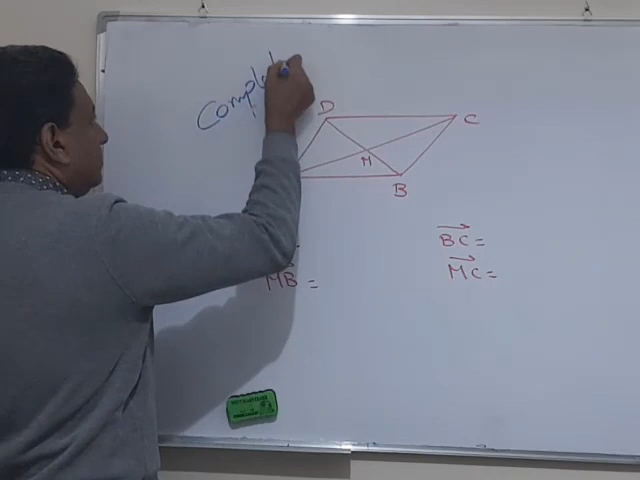 Compl
D
C
M
B
BC =
MB =
MC =